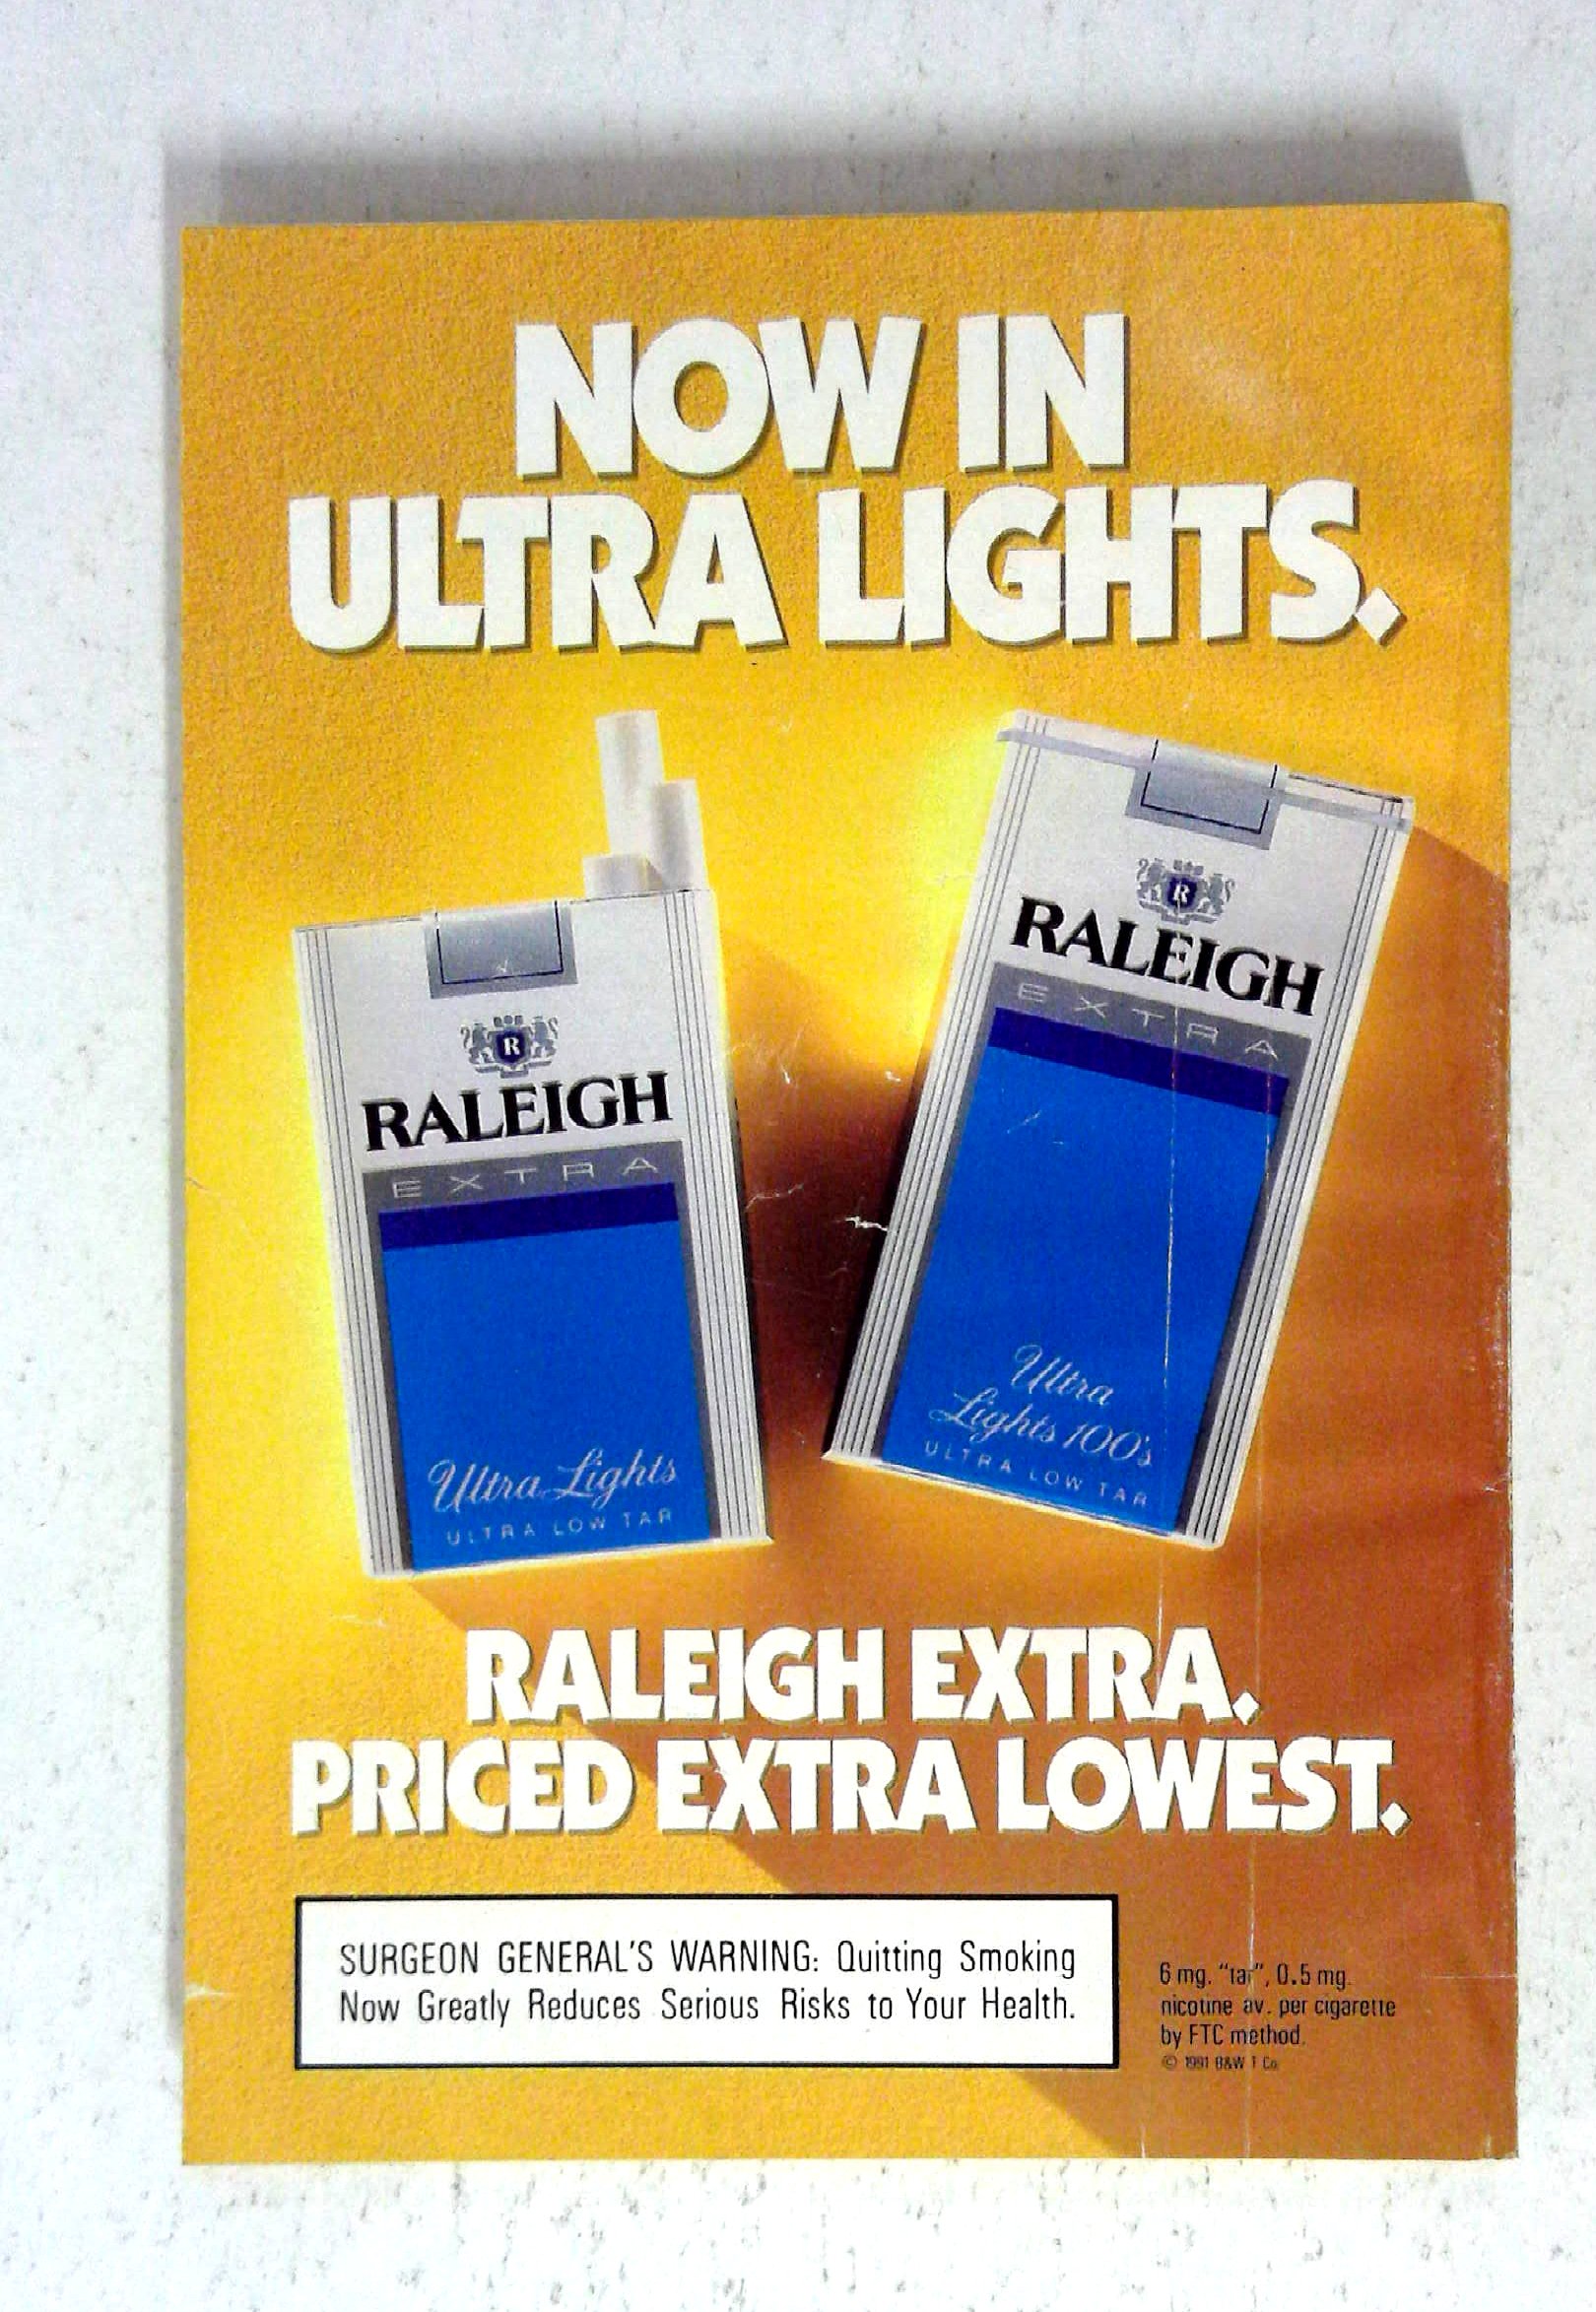 NOW IN
ULTRA LIGHTS.
R
RALEIGH
EXTRA
Ultra Lights
ULTRA LOW TAR
R
RALEIGH
EXTRA
Ultra
Lights 100's
ULTRA LOW TAR
RALEIGH EXTRA.
PRICED EXTRA LOWEST.
SURGEON GENERAL'S WARNING: Quitting Smoking
Now Greatly Reduces Serious Risks to Your Health.
6 mg. "tar", 0.5 mg.
nicotine av. per cigarette
by FTC method.
© 1991 B&W T Co.